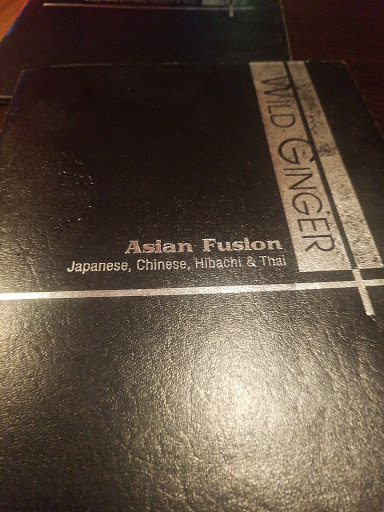 WILD GINGER
Asian Fusion
Japanese, Chinese, Hibachi & Thai